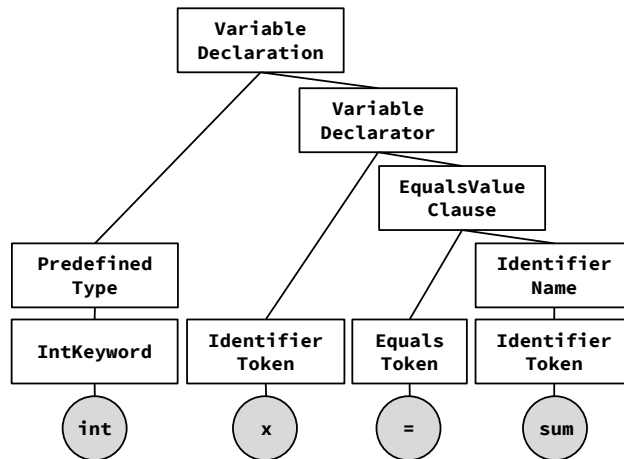 Variable
Declaration
Variable
Declarator
EqualsValue
Clause
Predefined
Type
Identifier
Name
IntKeyword
Identifier
Token
Equals
Token
Identifier
Token
int
x
=
sum